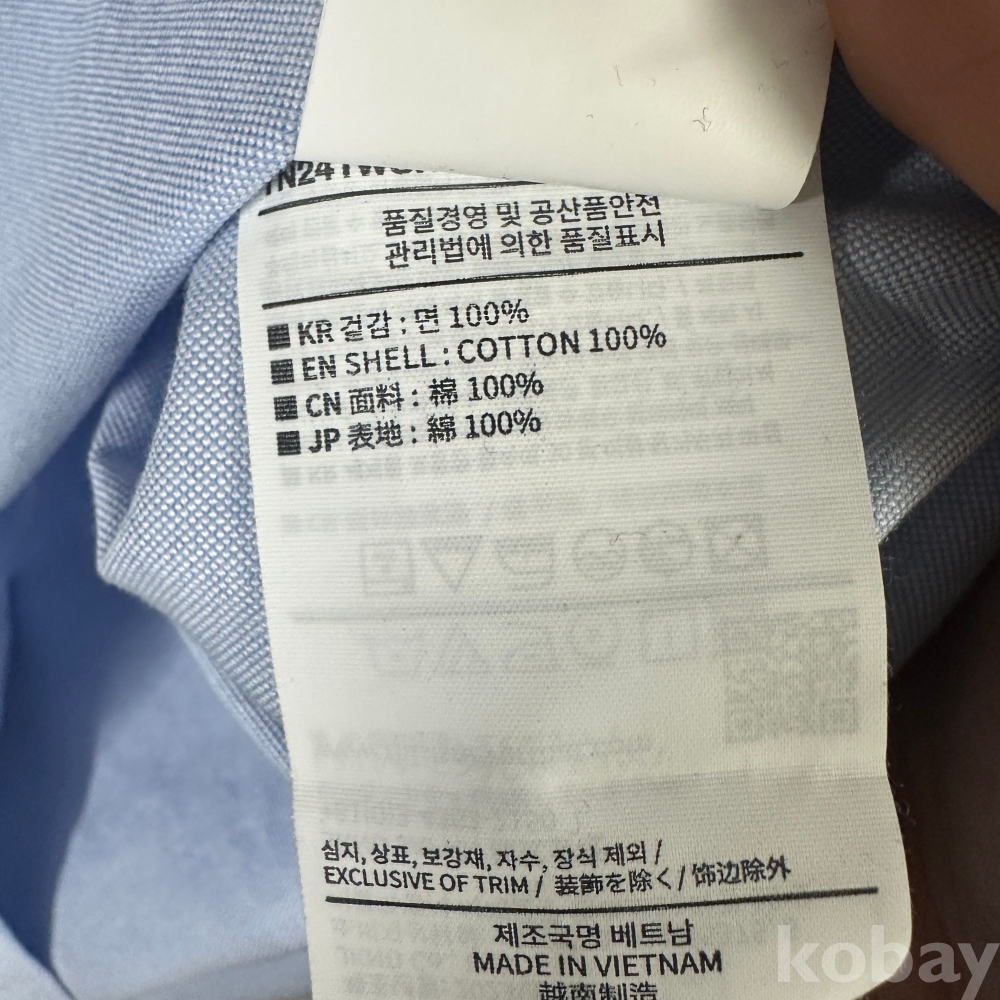 품질경영 및 공산품안전
관리법에 의한 품질표시
KR 겉감 : 면 100%
EN SHELL : COTTON 100%
CN 面料 : 棉 100%
JP 表地 : 綿 100%
심지, 상표, 보강재, 자수, 장식 제외 /
EXCLUSIVE OF TRIM / 装飾を除く / 饰边除外
제조국명 베트남
MADE IN VIETNAM
越南制造
kobay